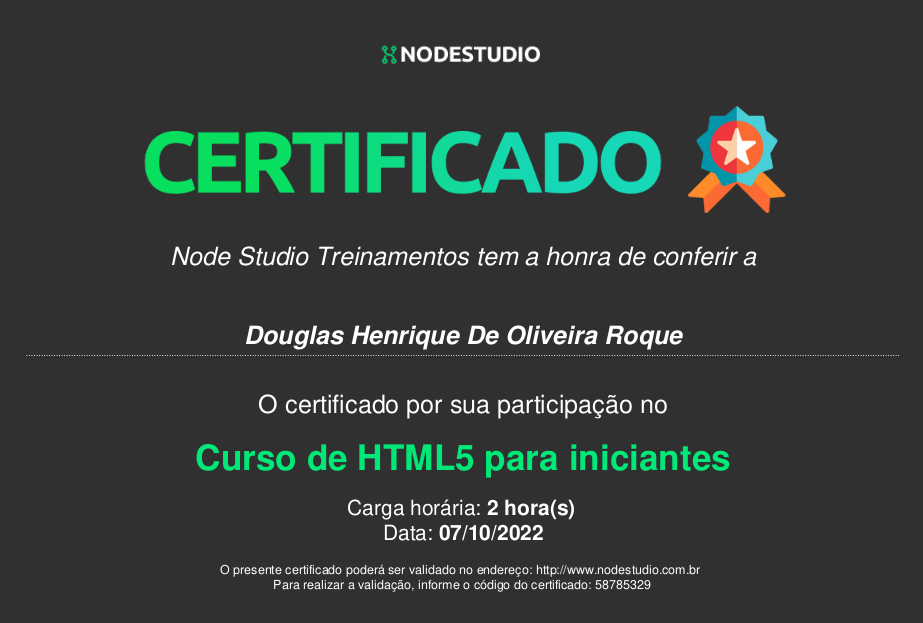 NODESTUDIO
CERTIFICADO
Node Studio Treinamentos tem a honra de conferir a
Douglas Henrique De Oliveira Roque
O certificado por sua participação no
Curso de HTML5 para iniciantes
Carga horária: 2 hora(s)
Data: 07/10/2022
O presente certificado poderá ser validado no endereço: http://www.nodestudio.com.br
Para realizar a validação, informe o código do certificado: 58785329